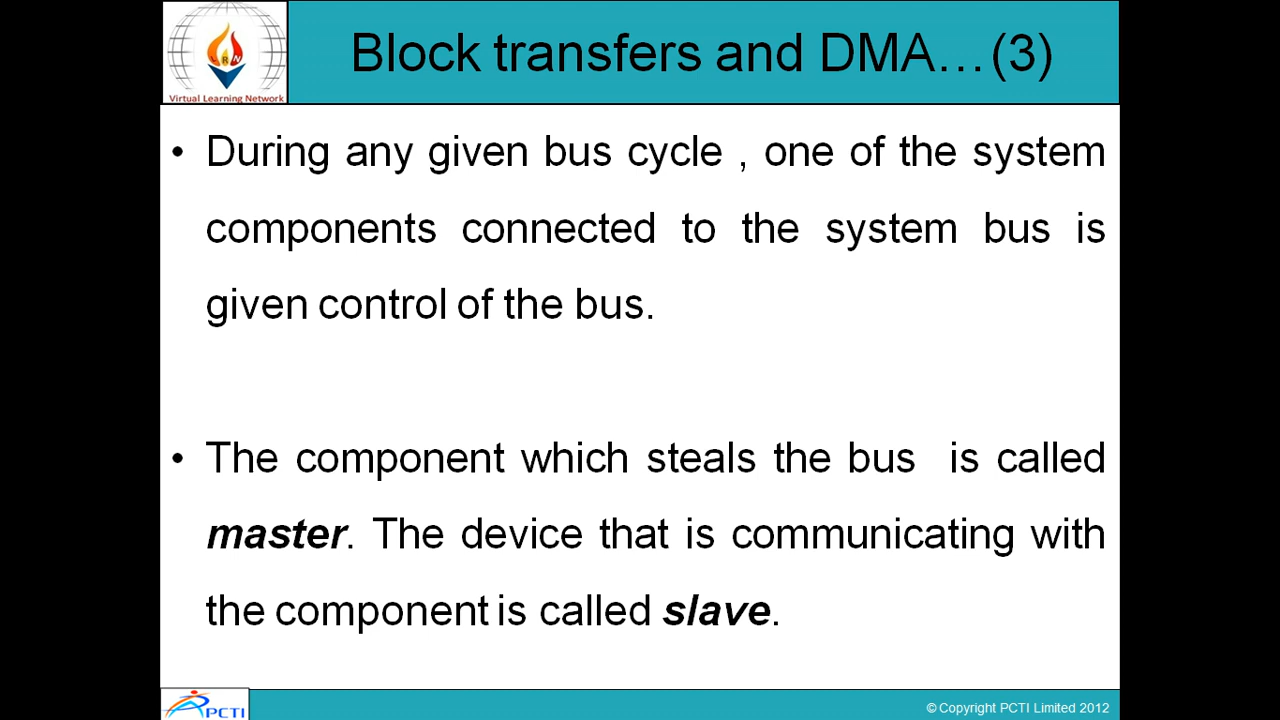 Block transfers and DMA…(3)
LRN
Virtual Learning Network
• During any given bus cycle , one of the system
components connected to the system bus is
given control of the bus.
• The component which steals the bus is called
master. The device that is communicating with
the component is called slave.
PCTI
© Copyright PCTI Limited 2012